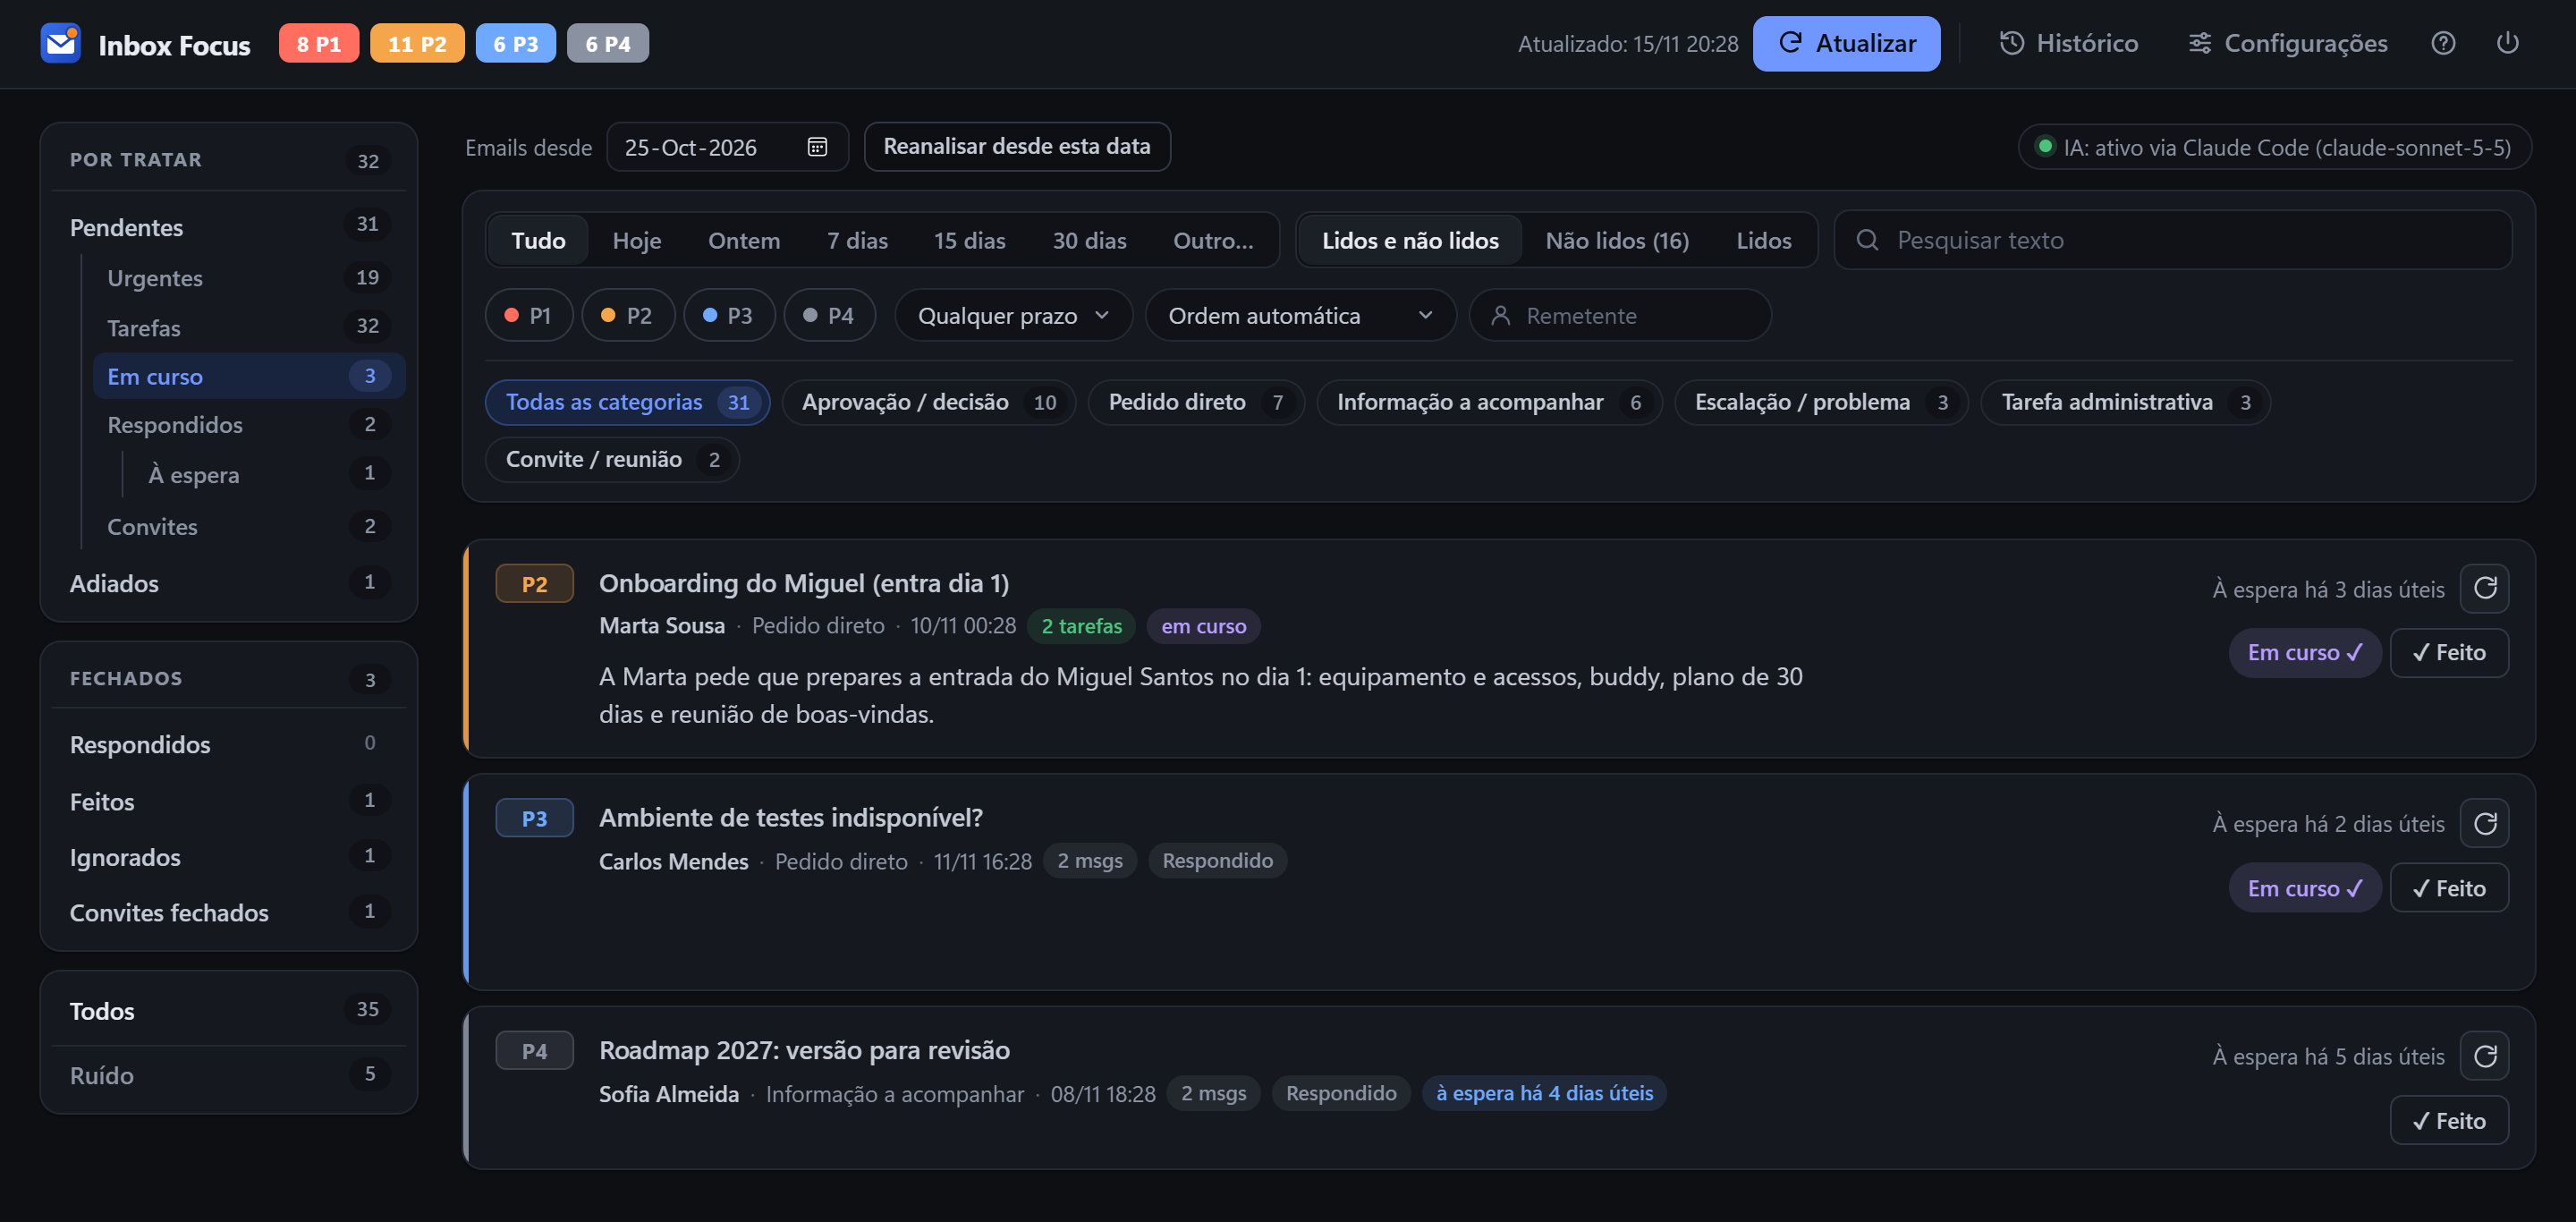 Inbox Focus 8 P1 11 P2 6 P3 6 P4 Atualizado: 15/11 20:28 Atualizar Histórico Configurações
POR TRATAR 32
Pendentes 31
Urgentes 19
Tarefas 32
Em curso 3
Respondidos 2
À espera 1
Convites 2
Adiados 1
FECHADOS 3
Respondidos 0
Feitos 1
Ignorados 1
Convites fechados 1
Todos 35
Ruído 5
Emails desde 25-Oct-2026 Reanalisar desde esta data IA: ativo via Claude Code (claude-sonnet-5-5)
Tudo Hoje Ontem 7 dias 15 dias 30 dias Outro... Lidos e não lidos Não lidos (16) Lidos Pesquisar texto
P1 P2 P3 P4 Qualquer prazo Ordem automática Remetente
Todas as categorias 31 Aprovação / decisão 10 Pedido direto 7 Informação a acompanhar 6 Escalação / problema 3 Tarefa administrativa 3
Convite / reunião 2
P2 Onboarding do Miguel (entra dia 1) À espera há 3 dias úteis
Marta Sousa · Pedido direto · 10/11 00:28 2 tarefas em curso
Em curso ✓ ✓ Feito
A Marta pede que prepares a entrada do Miguel Santos no dia 1: equipamento e acessos, buddy, plano de 30
dias e reunião de boas-vindas.
P3 Ambiente de testes indisponível? À espera há 2 dias úteis
Carlos Mendes · Pedido direto · 11/11 16:28 2 msgs Respondido
Em curso ✓ ✓ Feito
P4 Roadmap 2027: versão para revisão À espera há 5 dias úteis
Sofia Almeida · Informação a acompanhar · 08/11 18:28 2 msgs Respondido à espera há 4 dias úteis
✓ Feito